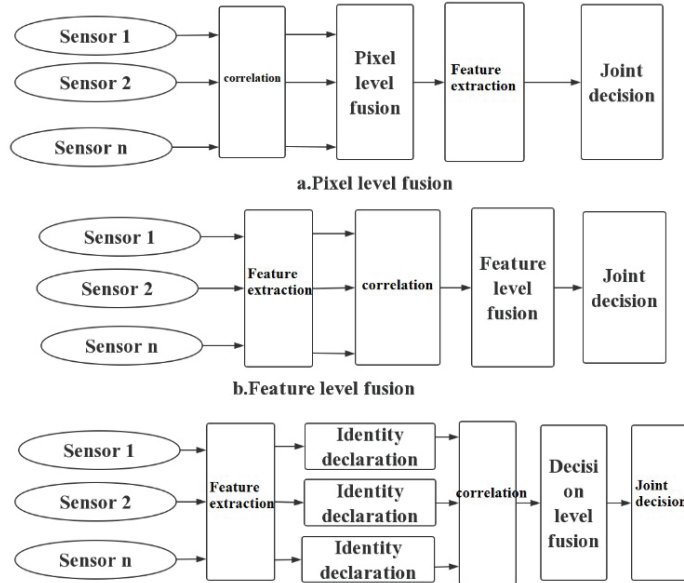 Sensor 1
Sensor 2
Sensor n
correlation
Pixel
level
fusion
Feature
extraction
Joint
decision
a.Pixel level fusion
Sensor 1
Sensor 2
Sensor n
Feature
extraction
correlation
Feature
level
fusion
Joint
decision
b.Feature level fusion
Sensor 1
Sensor 2
Sensor n
Feature
extraction
Identity
declaration
Identity
declaration
Identity
declaration
correlation
Decisi
on
level
fusion
Joint
decision